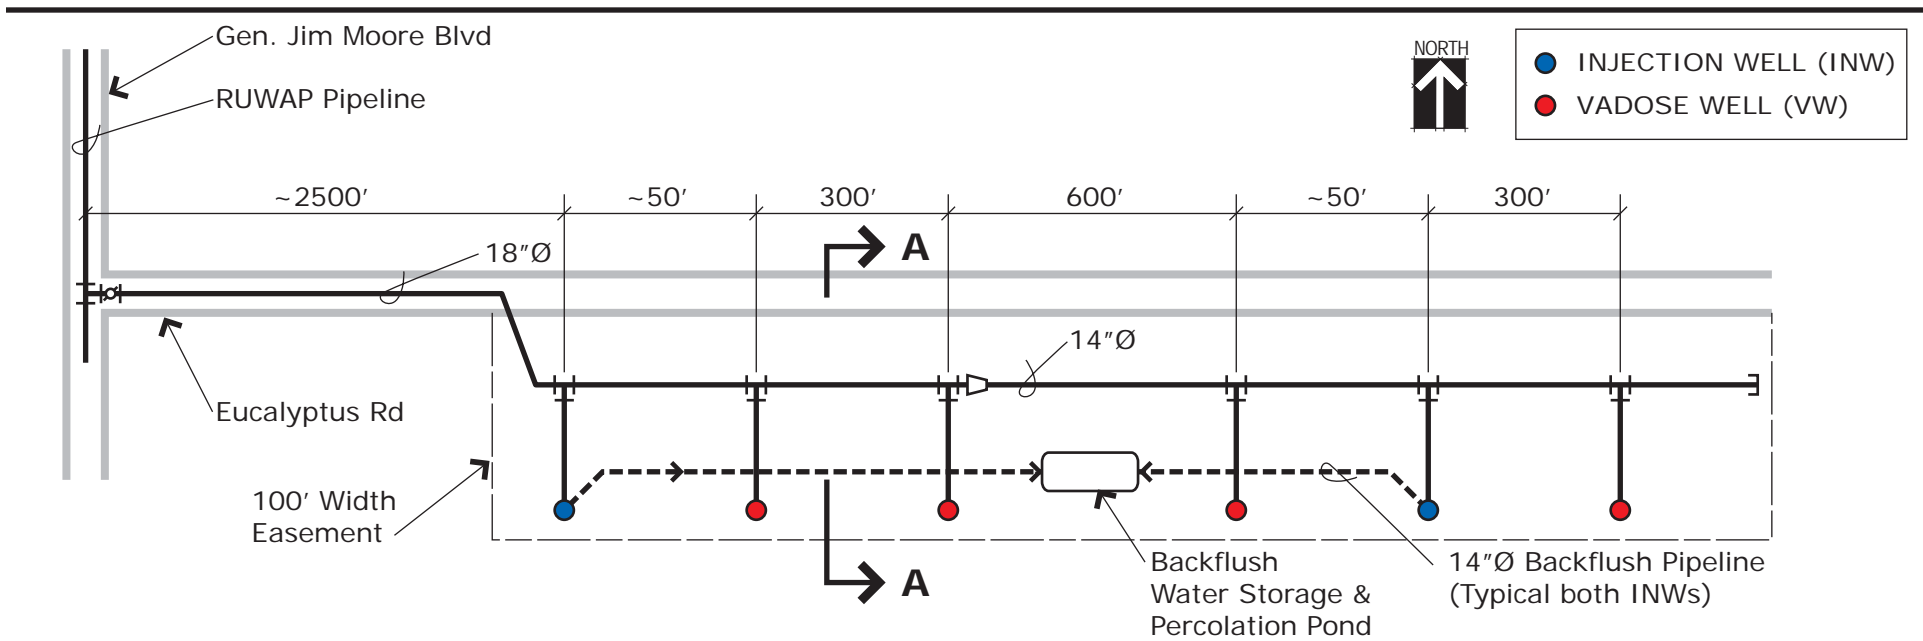 Gen. Jim Moore Blvd
RUWAP Pipeline
NORTH
INJECTION WELL (INW)
VADOSE WELL (VW)
~2500' ~50' 300' 600' ~50' 300'
A
18"Ø
14"Ø
Eucalyptus Rd
100' Width
Easement
A
Backflush
Water Storage &
Percolation Pond
14"Ø Backflush Pipeline
(Typical both INWs)